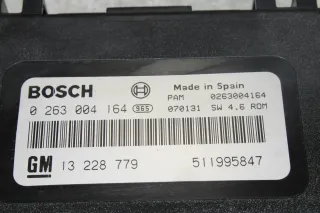 BOSCH
Made in Spain
PAM 0263004164
0 263 004 164 965
070131 SW 4.6 ROM
GM 13 228 779 511995847